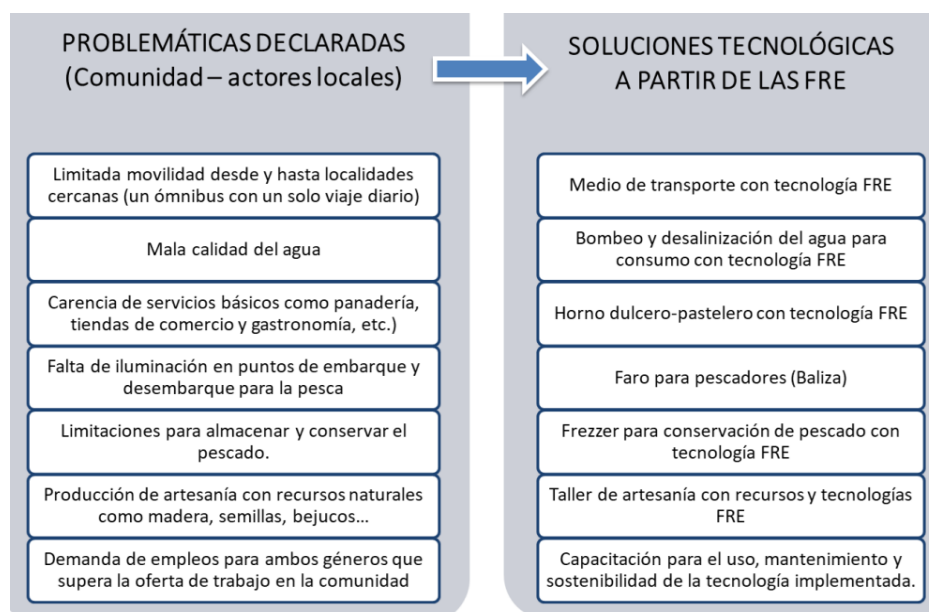 PROBLEMÁTICAS DECLARADAS
(Comunidad – actores locales)
Limitada movilidad desde y hasta localidades
cercanas (un ómnibus con un solo viaje diario)
Mala calidad del agua
Carencia de servicios básicos como panadería,
tiendas de comercio y gastronomía, etc.)
Falta de iluminación en puntos de embarque y
desembarque para la pesca
Limitaciones para almacenar y conservar el
pescado.
Producción de artesanía con recursos naturales
como madera, semillas, bejucos...
Demanda de empleos para ambos géneros que
supera la oferta de trabajo en la comunidad
SOLUCIONES TECNOLÓGICAS
A PARTIR DE LAS FRE
Medio de transporte con tecnología FRE
Bombeo y desalinización del agua para
consumo con tecnología FRE
Horno dulcero-pastelero con tecnología FRE
Faro para pescadores (Baliza)
Frezzer para conservación de pescado con
tecnología FRE
Taller de artesanía con recursos y tecnologías
FRE
Capacitación para el uso, mantenimiento y
sostenibilidad de la tecnología implementada.